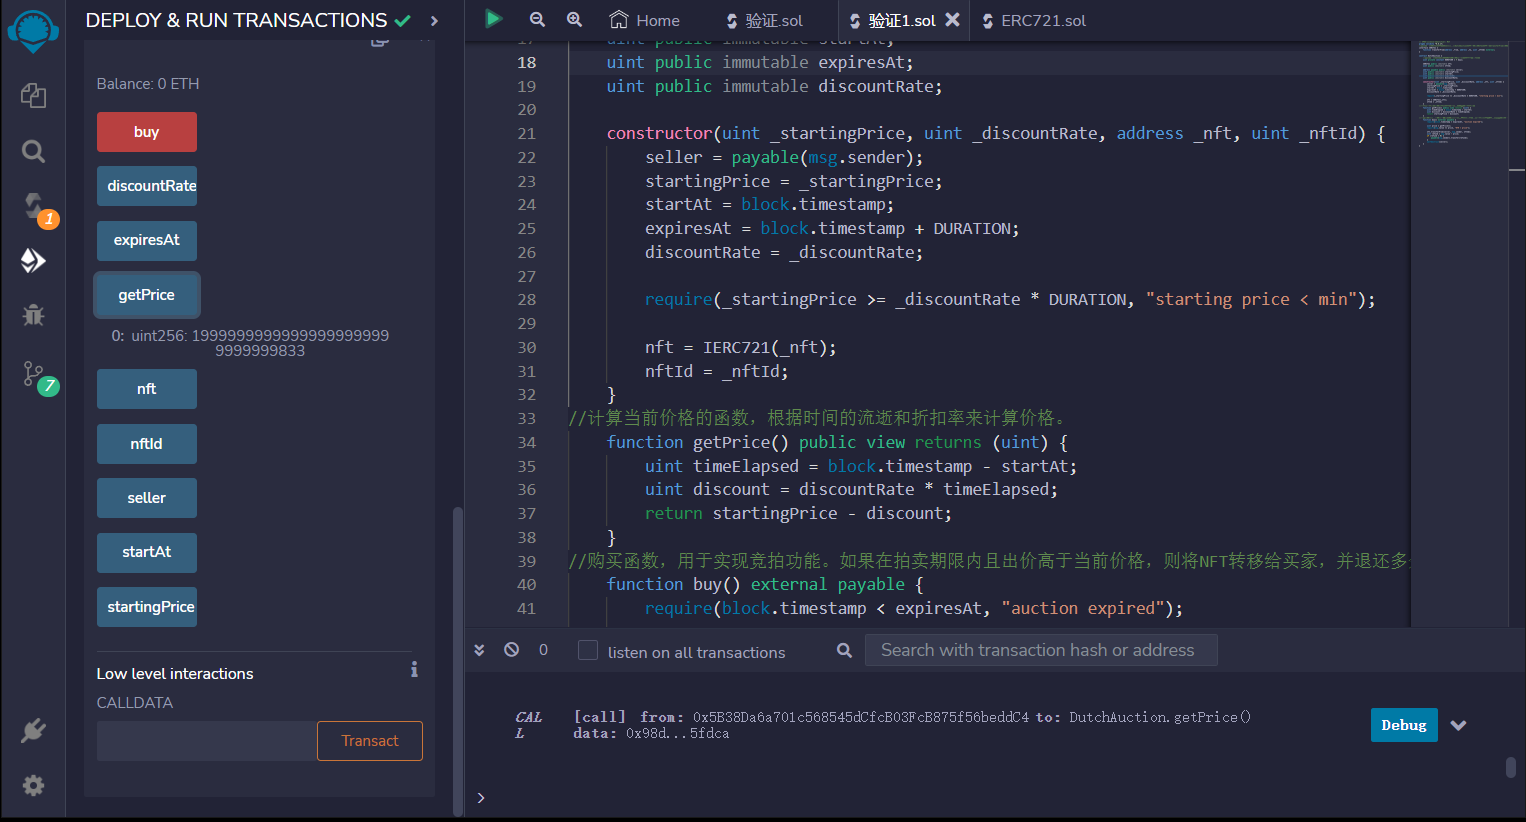 DEPLOY & RUN TRANSACTIONS
Balance: 0 ETH
buy
discountRate
expiresAt
getPrice
0: uint256: 1999999999999999999999
9999999833
nft
nftId
seller
startAt
startingPrice
Low level interactions
i
CALLDATA
Transact
1
7
Home
验证.sol
验证1.sol
ERC721.sol
17 uint public immutable startAt;
18 uint public immutable expiresAt;
19 uint public immutable discountRate;
20
21 constructor(uint _startingPrice, uint _discountRate, address _nft, uint _nftId) {
22 seller = payable(msg.sender);
23 startingPrice = _startingPrice;
24 startAt = block.timestamp;
25 expiresAt = block.timestamp + DURATION;
26 discountRate = _discountRate;
27
28 require(_startingPrice >= _discountRate * DURATION, "starting price < min");
29
30 nft = IERC721(_nft);
31 nftId = _nftId;
32 }
33 //计算当前价格的函数，根据时间的流逝和折扣率来计算价格。
34 function getPrice() public view returns (uint) {
35 uint timeElapsed = block.timestamp - startAt;
36 uint discount = discountRate * timeElapsed;
37 return startingPrice - discount;
38 }
39 //购买函数，用于实现竞拍功能。如果在拍卖期限内且出价高于当前价格，则将NFT转移给买家，并退还多
40 function buy() external payable {
41 require(block.timestamp < expiresAt, "auction expired");
0
listen on all transactions
Search with transaction hash or address
CAL [call] from: 0x5B38Da6a701c568545dCfcB03FcB875f56beddC4 to: DutchAuction.getPrice()
L data: 0x98d...5fdca
Debug
>